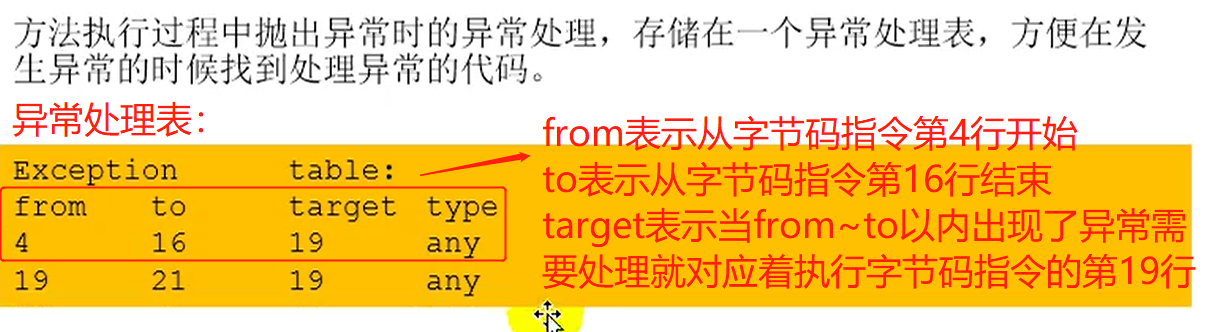 方法执行过程中抛出异常时的异常处理，存储在一个异常处理表，方便在发
生异常的时候找到处理异常的代码。
异常处理表：
Exception table:
from to target type
4 16 19 any
19 21 19 any
from表示从字节码指令第4行开始
to表示从字节码指令第16行结束
target表示当from~to以内出现了异常需
要处理就对应着执行字节码指令的第19行